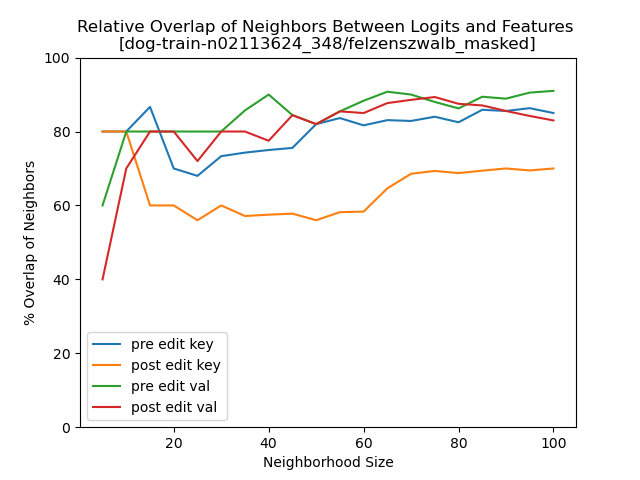 Relative Overlap of Neighbors Between Logits and Features
[dog-train-n02113624_348/felzenszwalb_masked]
% Overlap of Neighbors
100
80
60
40
20
0
pre edit key
post edit key
pre edit val
post edit val
20 40 60 80 100
Neighborhood Size